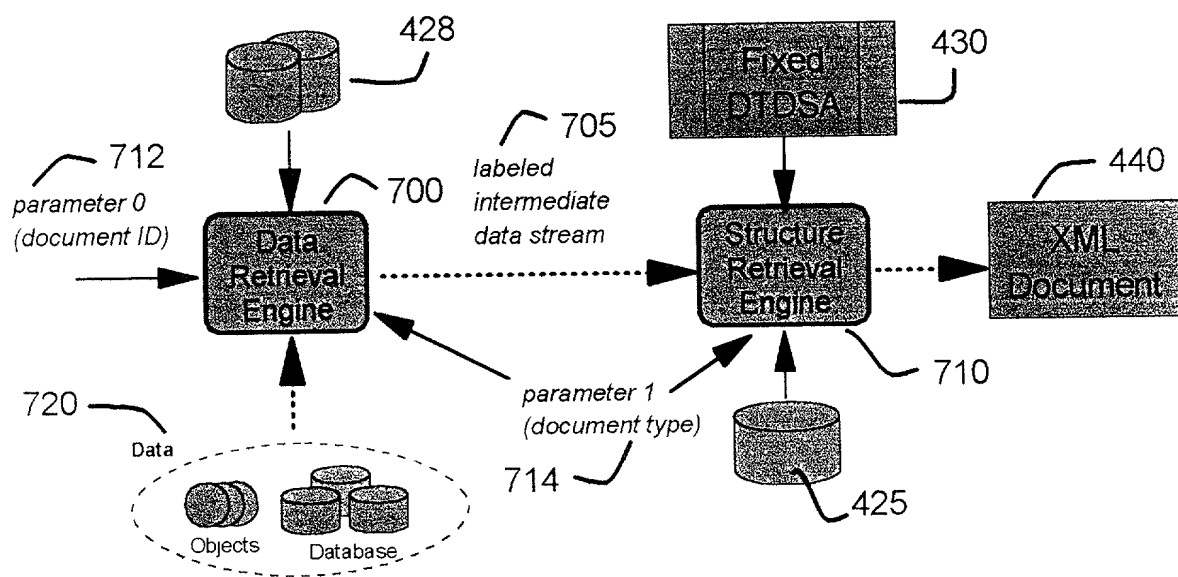 428
Fixed
DTDSA
430
712
parameter 0
(document ID)
700
705
labeled
intermediate
data stream
440
Data
Retrieval
Engine
Structure
Retrieval
Engine
XML
Document
710
720
Data
parameter 1
(document type)
714
425
Objects
Database